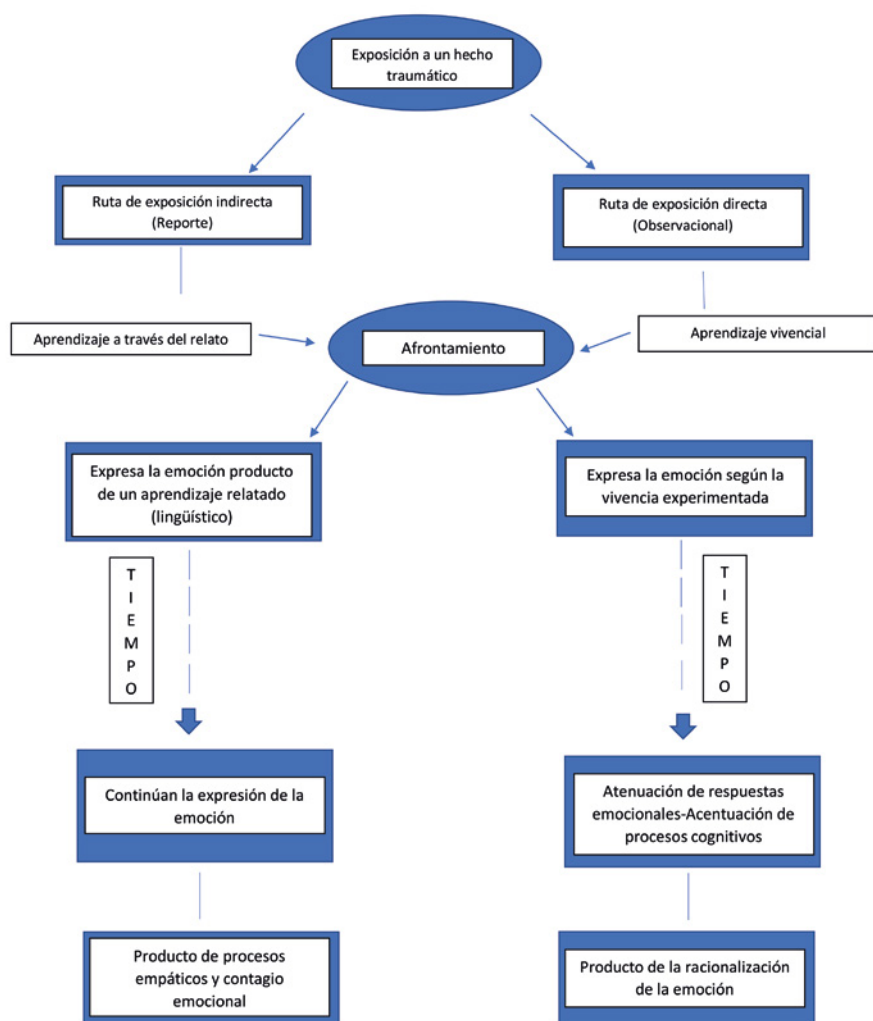 Exposición a un hecho
traumático
Ruta de exposición indirecta
(Reporte)
Ruta de exposición directa
(Observacional)
Aprendizaje a través del relato
Afrontamiento
Aprendizaje vivencial
Expresa la emoción producto
de un aprendizaje relatado
(lingüístico)
Expresa la emoción según la
vivencia experimentada
T
I
E
M
P
O
T
I
E
M
P
O
Continúan la expresión de la
emoción
Atenuación de respuestas
emocionales-Acentuación de
procesos cognitivos
Producto de procesos
empáticos y contagio
emocional
Producto de la racionalización
de la emoción